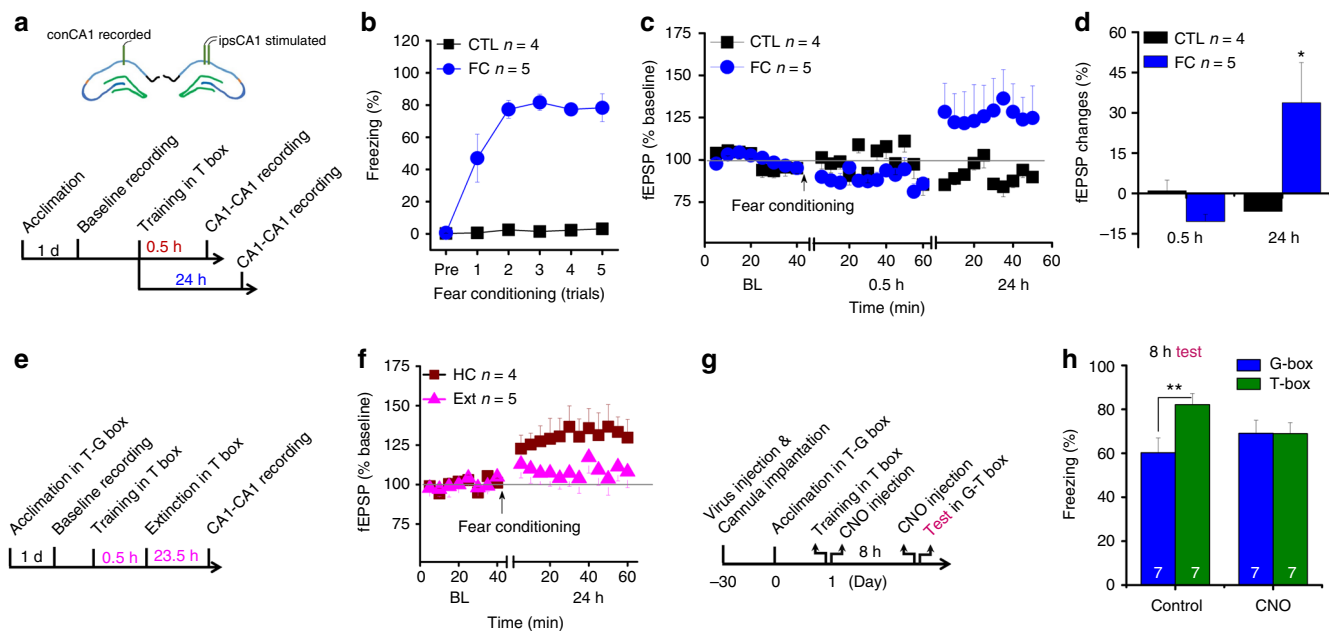 a
conCA1 recorded
ipsCA1 stimulated
Acclimation
Baseline recording
Training in T box
CA1–CA1 recording
CA1–CA1 recording
1 d
0.5 h
24 h
b
CTL n = 4
FC n = 5
Freezing (%)
120
100
80
60
40
20
0
Pre 1 2 3 4 5
Fear conditioning (trials)
c
CTL n = 4
FC n = 5
fEPSP (% baseline)
175
150
125
100
75
Fear conditioning
0 20 40 0 20 40 60 0 20 40 60
BL 0.5 h 24 h
Time (min)
d
CTL n = 4
FC n = 5
fEPSP changes (%)
60
45
30
15
0
−15
*
0.5 h 24 h
e
Acclimation in T-G box
Baseline recording
Training in T box
Extinction in T box
CA1-CA1 recording
1 d
0.5 h
23.5 h
f
HC n = 4
Ext n = 5
fEPSP (% baseline)
175
150
125
100
75
Fear conditioning
0 20 40 0 20 40 60
BL 24 h
Time (min)
g
Virus injection &
Cannula implantation
Acclimation in T-G box
Training in T box
CNO injection
CNO injection
Test in G-T box
8 h
−30 0 1 (Day)
h
8 h test
G-box
T-box
Freezing (%)
100
80
60
40
20
0
**
7 7 7 7
Control CNO